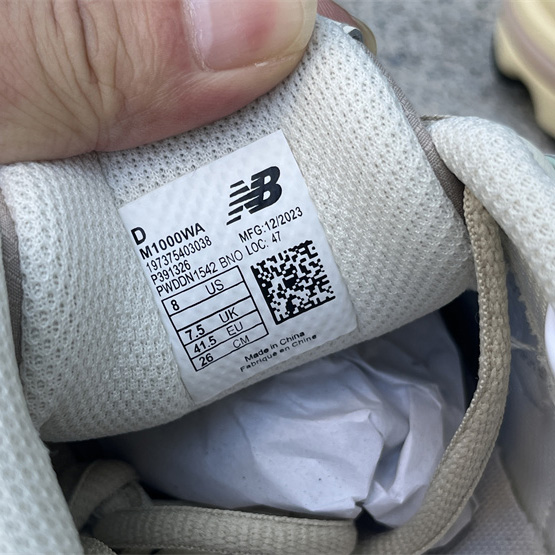 NB
D
M1000WA
197375403038 MFG:12/2023
P391326 LOC: 47
PWDDN1542 BNO
8 US
7.5 UK
41.5 EU
26 CM
Made in China
Fabriqué en Chine